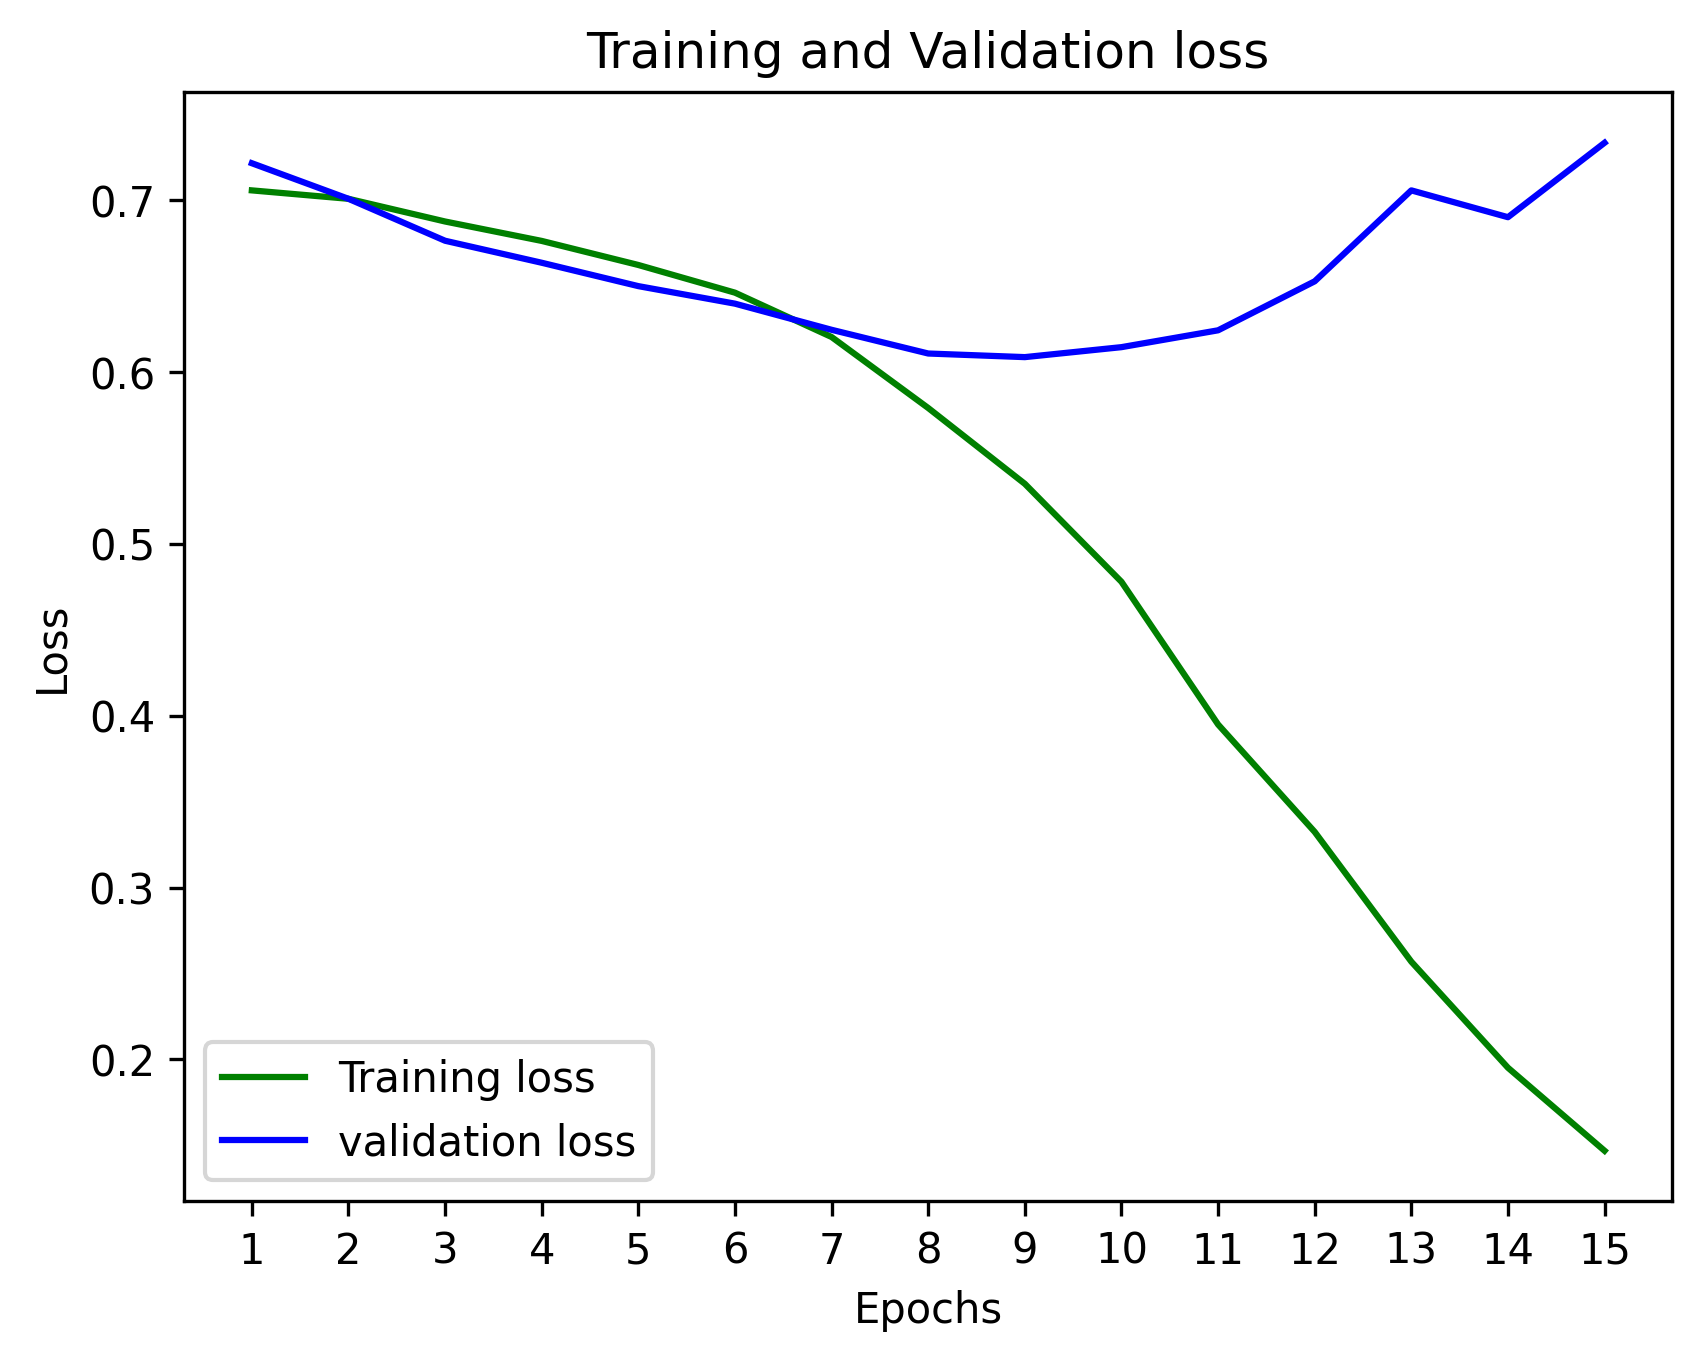 Training and Validation loss
0.7
0.6
0.5
0.4
0.3
0.2
Loss
Training loss
validation loss
1 2 3 4 5 6 7 8 9 10 11 12 13 14 15
Epochs